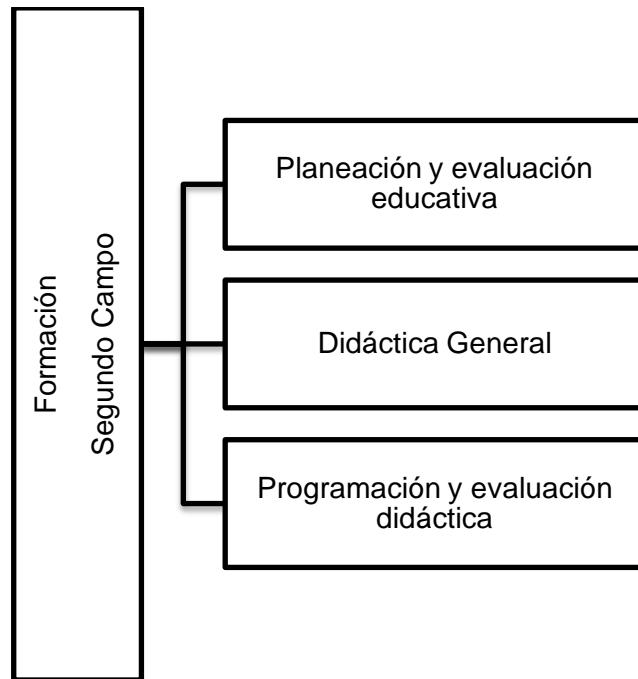 Formación
Segundo Campo
Planeación y evaluación
educativa
Didáctica General
Programación y evaluación
didáctica